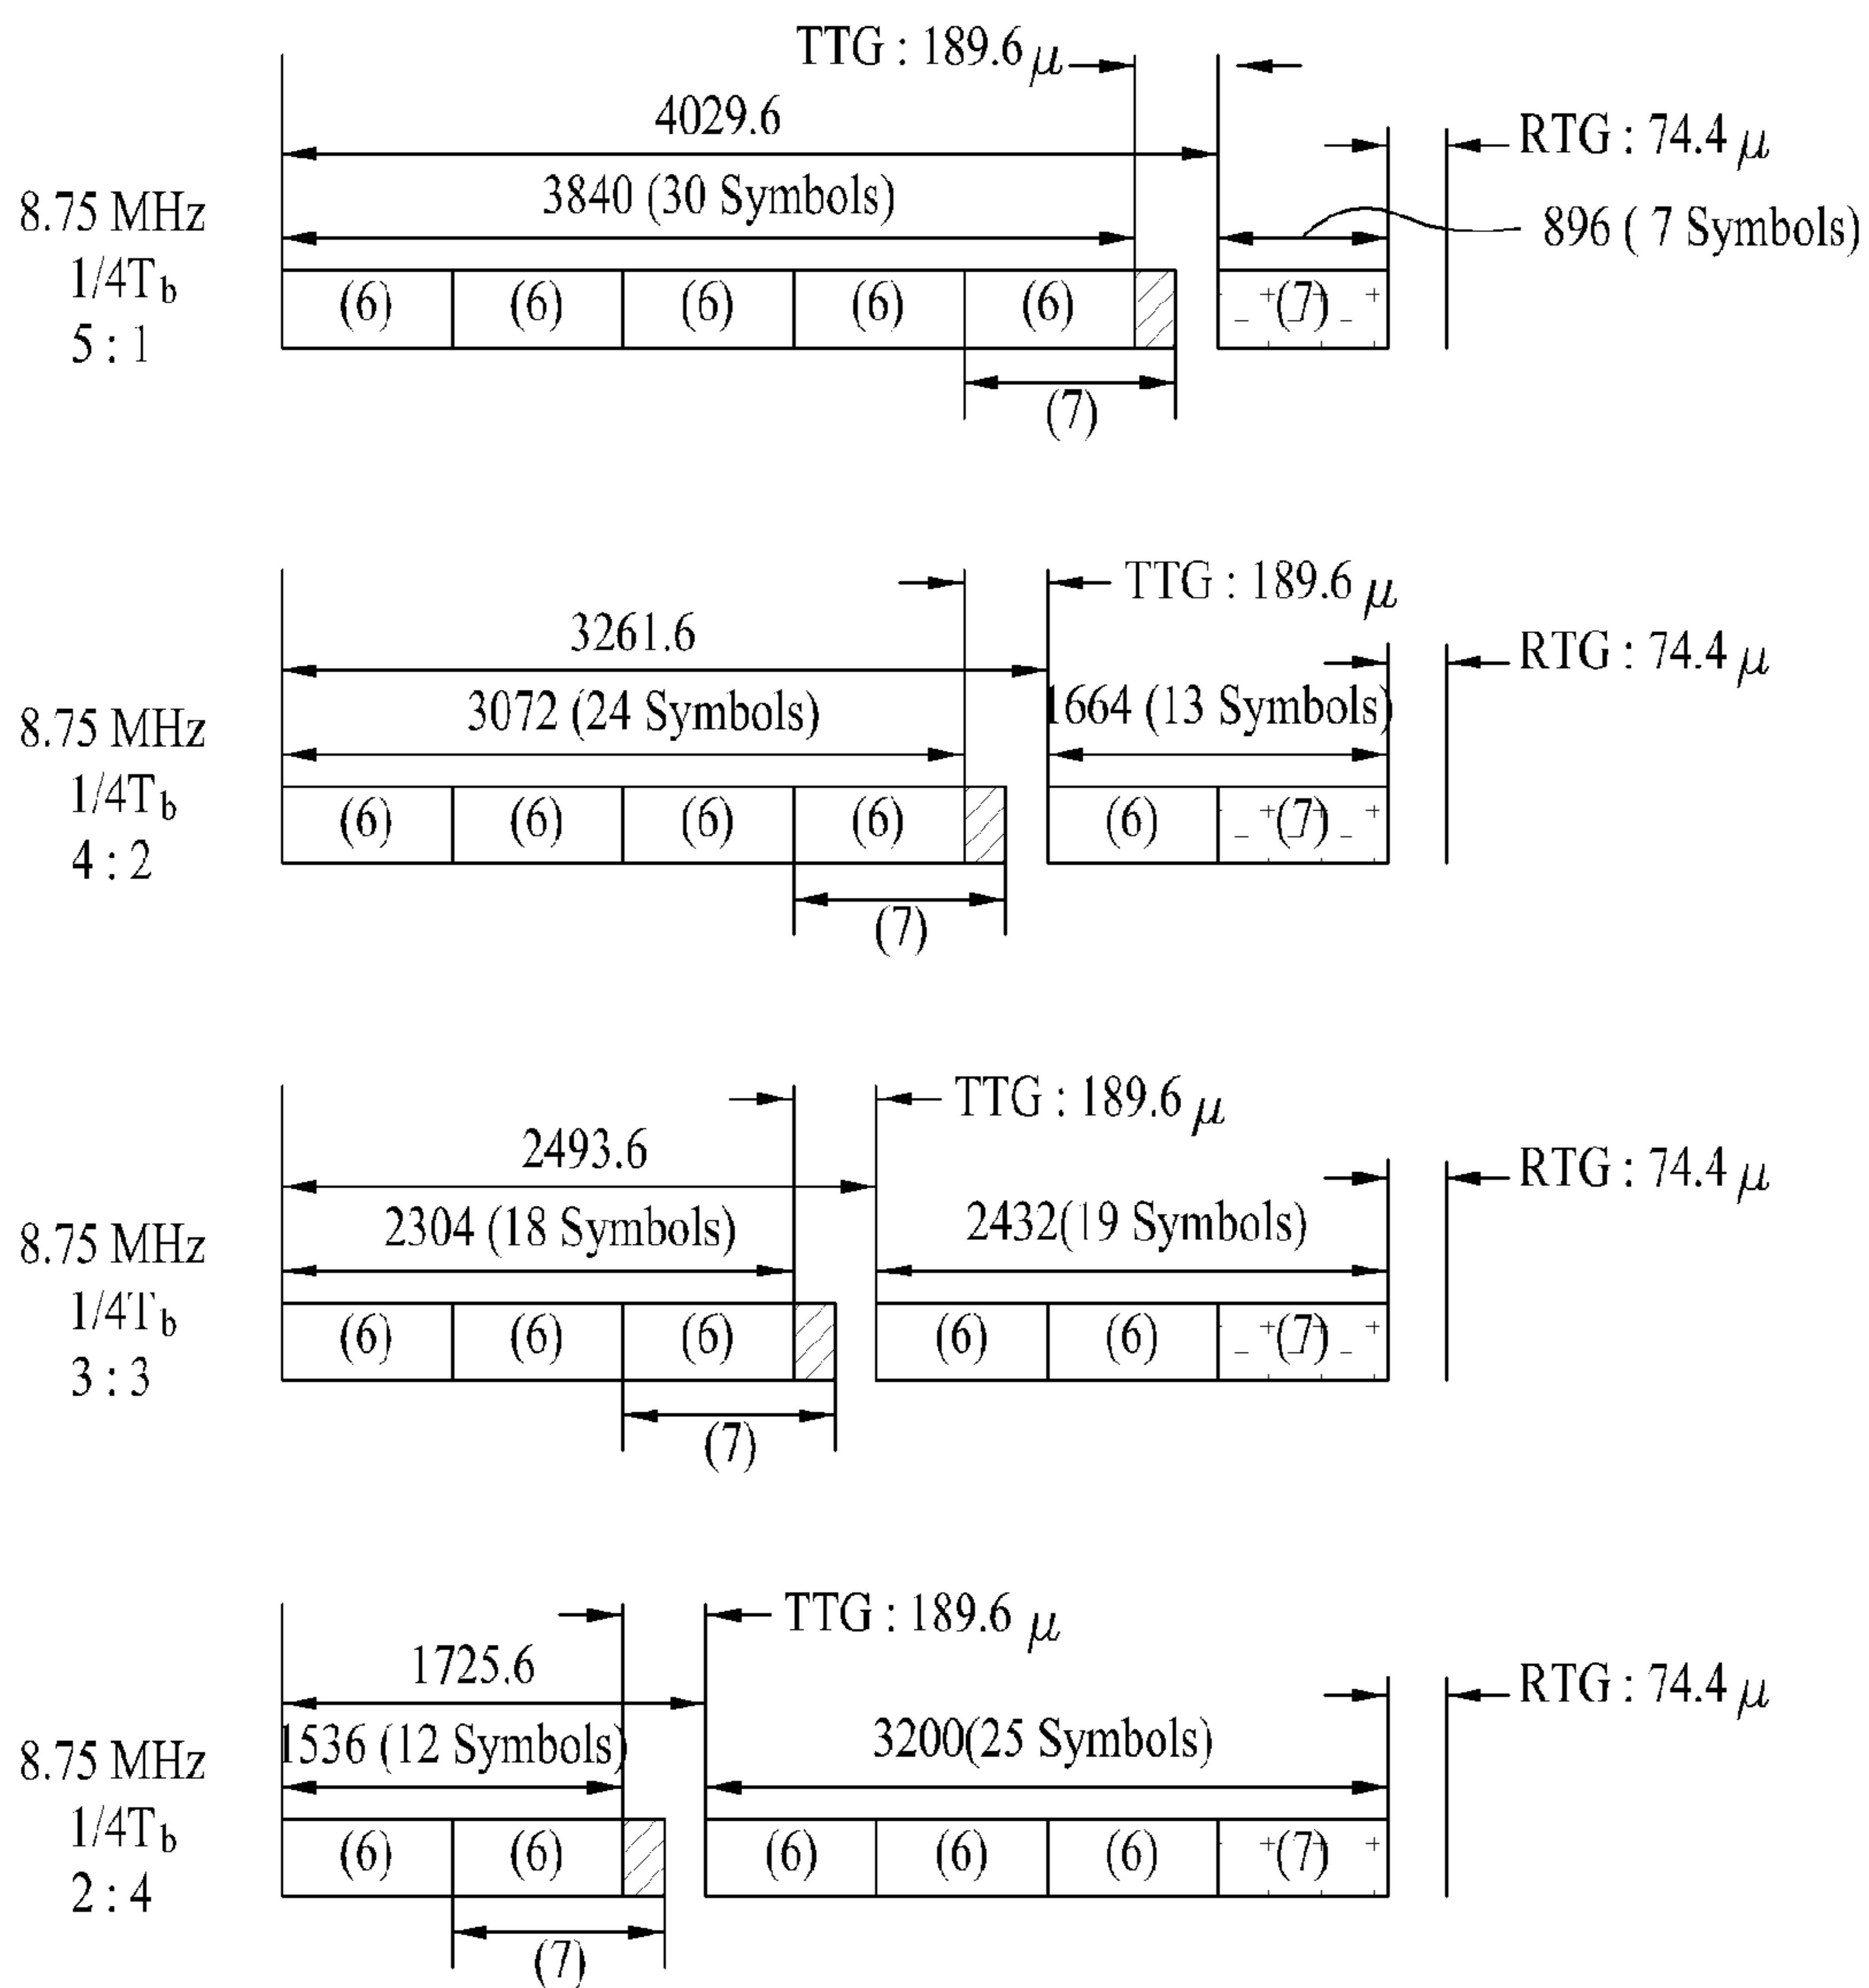 TTG : 189.6 μ
4029.6
RTG : 74.4 μ
3840 (30 Symbols)
896 ( 7 Symbols)
8.75 MHz
1/4Tb
5 : 1
(6) (6) (6) (6) (6) (7)
(7)
TTG : 189.6 μ
3261.6
RTG : 74.4 μ
3072 (24 Symbols)
1664 (13 Symbols)
8.75 MHz
1/4Tb
4 : 2
(6) (6) (6) (6) (6) (7)
(7)
TTG : 189.6 μ
2493.6
RTG : 74.4 μ
2304 (18 Symbols)
2432(19 Symbols)
8.75 MHz
1/4Tb
3 : 3
(6) (6) (6) (6) (6) (7)
(7)
TTG : 189.6 μ
1725.6
RTG : 74.4 μ
1536 (12 Symbols)
3200(25 Symbols)
8.75 MHz
1/4Tb
2 : 4
(6) (6) (6) (6) (6) (7)
(7)